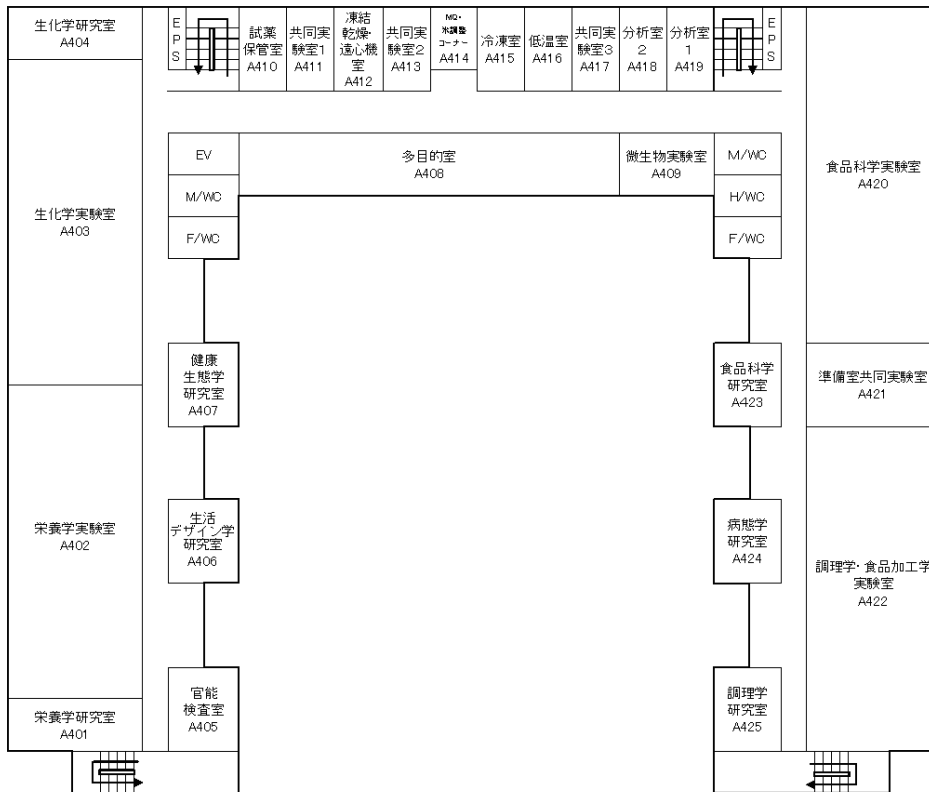 生化学研究室
A404
E
P
S
試薬
保管室
A410
共同実
験室1
A411
凍結
乾燥・
遠心機
室
A412
共同実
験室2
A413
MQ・
氷調整
コーナー
A414
冷凍室
A415
低温室
A416
共同実
験室3
A417
分析室
2
A418
分析室
1
A419
E
P
S
EV
多目的室
A408
微生物実験室
A409
M/WC
食品科学実験室
A420
生化学実験室
A403
M/WC
H/WC
F/WC
F/WC
健康
生態学
研究室
A407
食品科学
研究室
A423
準備室共同実験室
A421
栄養学実験室
A402
生活
デザイン学
研究室
A406
病態学
研究室
A424
調理学・食品加工学
実験室
A422
栄養学研究室
A401
官能
検査室
A405
調理学
研究室
A425